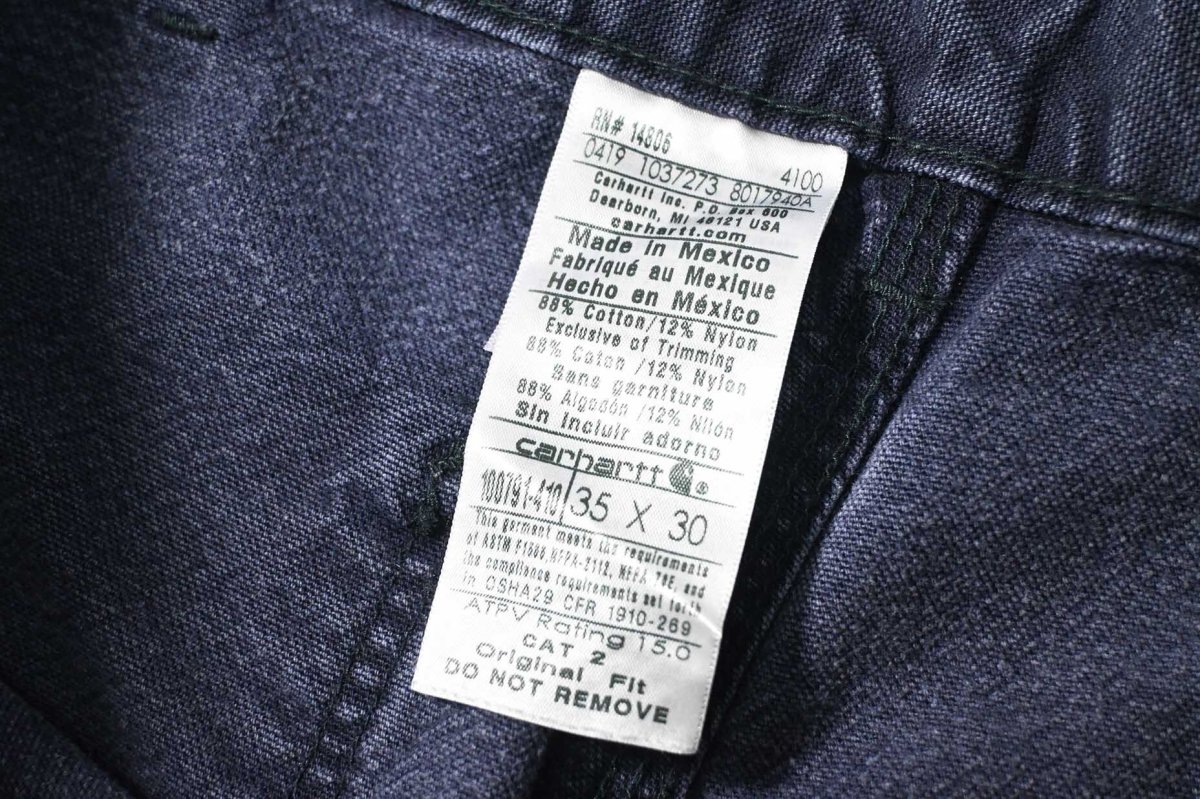 RN# 14806
4100
0419 1037273 8017940A
Carhartt Inc. P.O. Box 600
Dearborn, MI 48121 USA
carhartt.com
Made in Mexico
Fabriqué au Mexique
Hecho en México
88% Cotton/12% Nylon
Exclusive of Trimming
88% Coton /12% Nylon
Sans garniture
88% Algodón /12% Nilón
Sin incluir adorno
carhartt ®
100791-410 35 X 30
This garment meets the requirements
of ASTM NFPA-2112, NFPA 70E, and
the compliance requirements set forth
in OSHA29 CFR 1910-269
ATPV Rating 15.0
CAT 2
Original Fit
DO NOT REMOVE